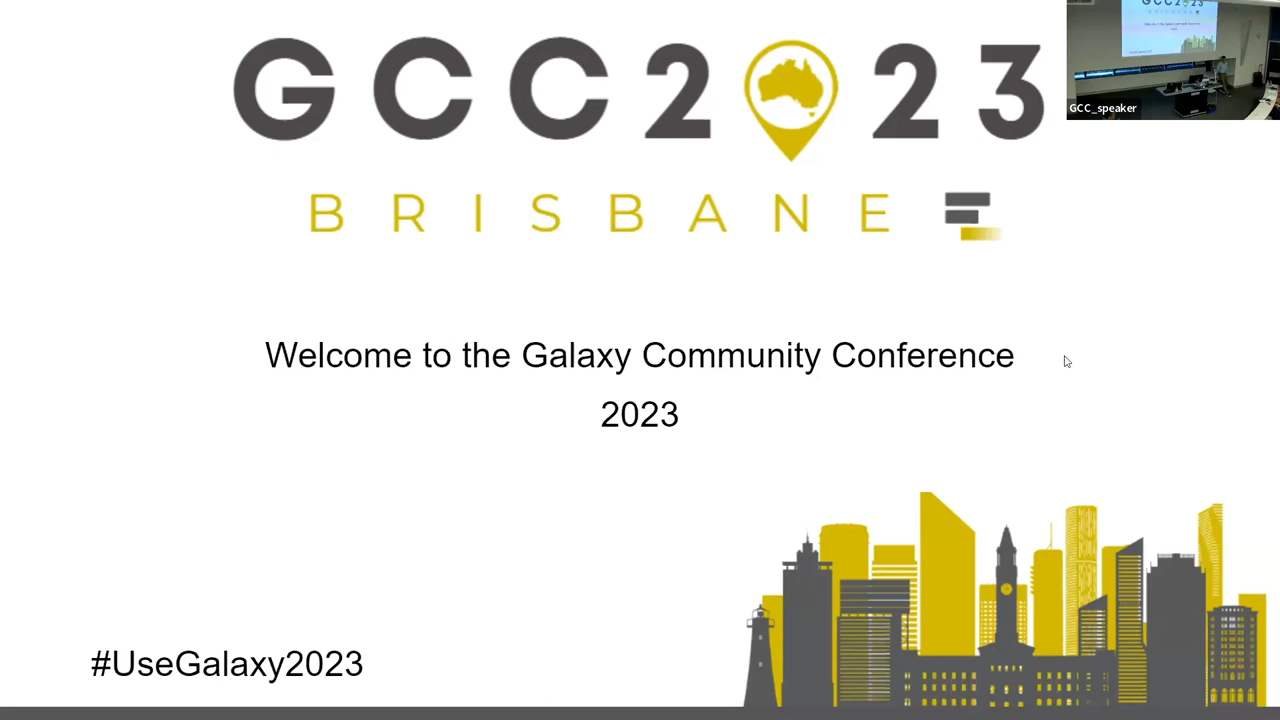 GCC2023
BRISBANE
GCC_speaker
Welcome to the Galaxy Community Conference
2023
#UseGalaxy2023